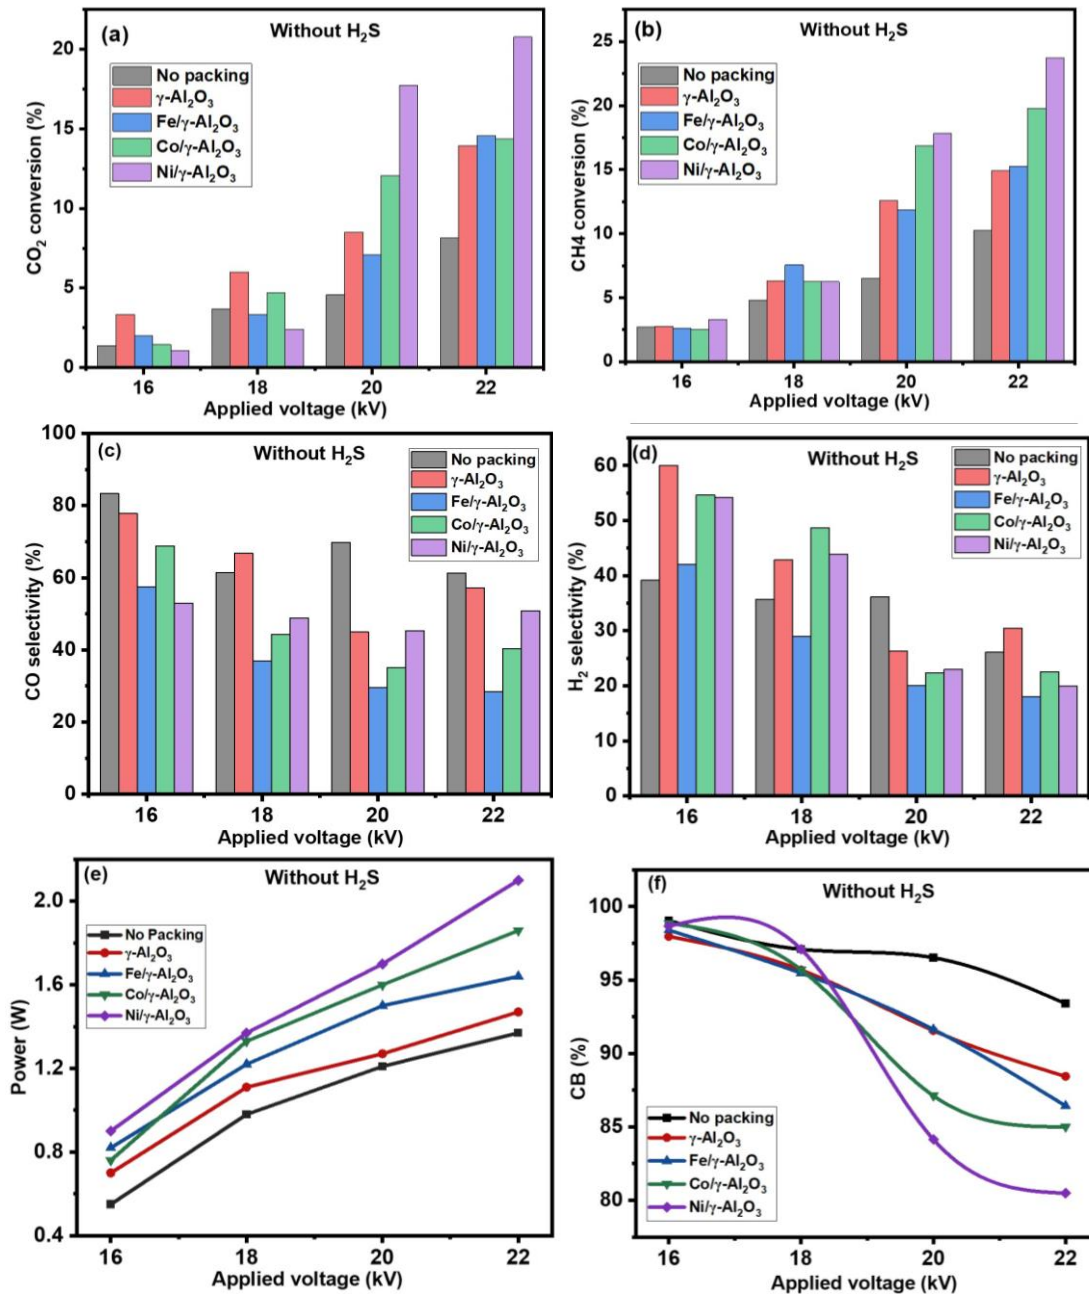 (a)
Without H₂S
No packing
γ-Al₂O₃
Fe/γ-Al₂O₃
Co/γ-Al₂O₃
Ni/γ-Al₂O₃
CO₂ conversion (%)
20
15
10
5
0
16 18 20 22
Applied voltage (kV)
(b)
Without H₂S
No packing
γ-Al₂O₃
Fe/γ-Al₂O₃
Co/γ-Al₂O₃
Ni/γ-Al₂O₃
CH4 conversion (%)
25
20
15
10
5
0
16 18 20 22
Applied voltage (kV)
(c)
Without H₂S
No packing
γ-Al₂O₃
Fe/γ-Al₂O₃
Co/γ-Al₂O₃
Ni/γ-Al₂O₃
CO selectivity (%)
100
80
60
40
20
0
16 18 20 22
Applied voltage (kV)
(d)
Without H₂S
No packing
γ-Al₂O₃
Fe/γ-Al₂O₃
Co/γ-Al₂O₃
Ni/γ-Al₂O₃
H₂ selectivity (%)
60
50
40
30
20
10
0
16 18 20 22
Applied voltage (kV)
(e)
Without H₂S
No Packing
γ-Al₂O₃
Fe/γ-Al₂O₃
Co/γ-Al₂O₃
Ni/γ-Al₂O₃
Power (W)
2.0
1.6
1.2
0.8
0.4
16 18 20 22
Applied voltage (kV)
(f)
Without H₂S
No packing
γ-Al₂O₃
Fe/γ-Al₂O₃
Co/γ-Al₂O₃
Ni/γ-Al₂O₃
CB (%)
100
95
90
85
80
16 18 20 22
Applied voltage (kV)